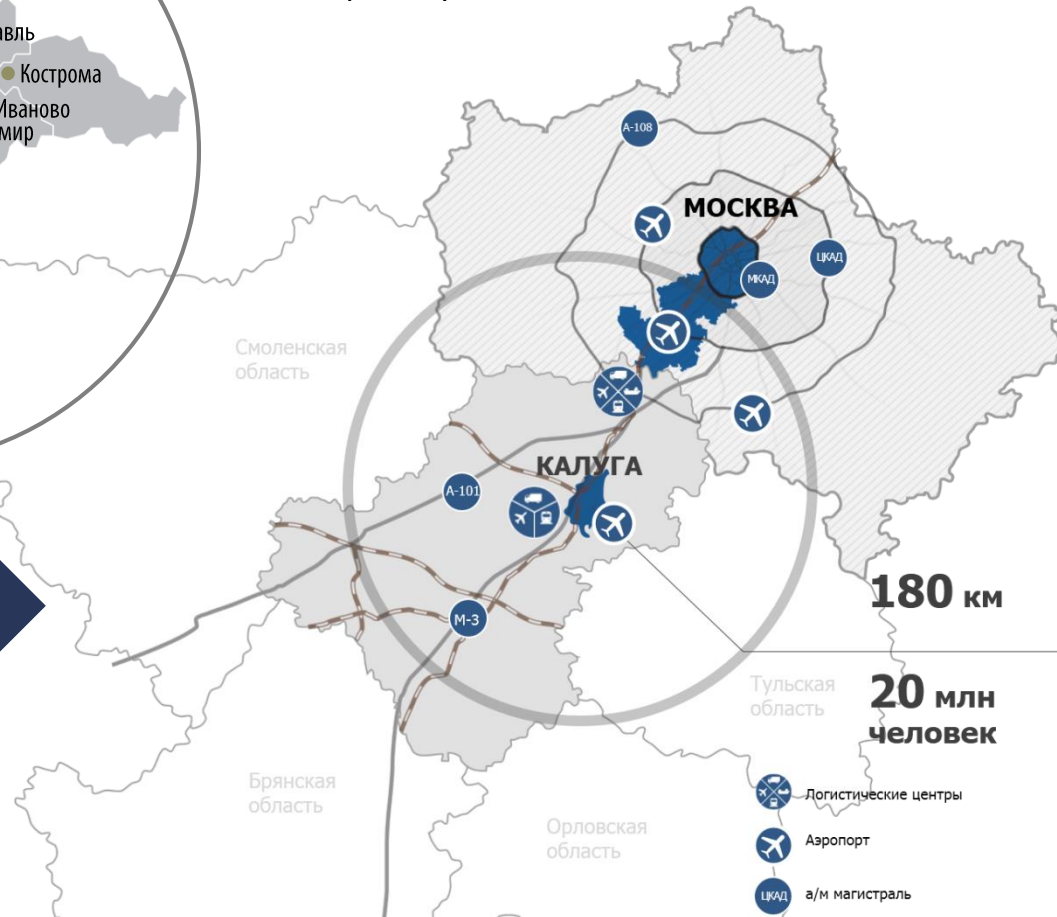 Кострома
Иваново
А-108
МОСКВА
ЦКАД
МКАД
Смоленская
область
КАЛУГА
А-101
180 км
М-3
Тульская
область
20 млн
человек
Брянская
область
Логистические центры
Орловская
область
Аэропорт
ЦКАД
а/м магистраль